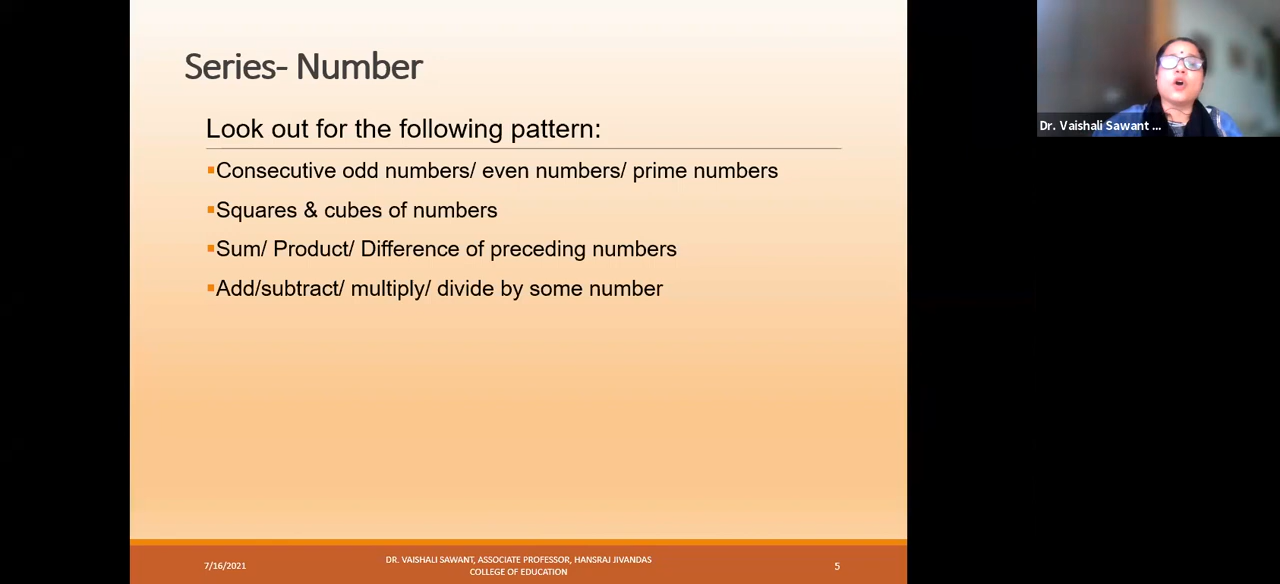 Series- Number
Look out for the following pattern:
▪Consecutive odd numbers/ even numbers/ prime numbers
▪Squares & cubes of numbers
▪Sum/ Product/ Difference of preceding numbers
▪Add/subtract/ multiply/ divide by some number
Dr. Vaishali Sawant ...
7/16/2021
DR. VAISHALI SAWANT, ASSOCIATE PROFESSOR, HANSRAJ JIVANDAS
COLLEGE OF EDUCATION
5